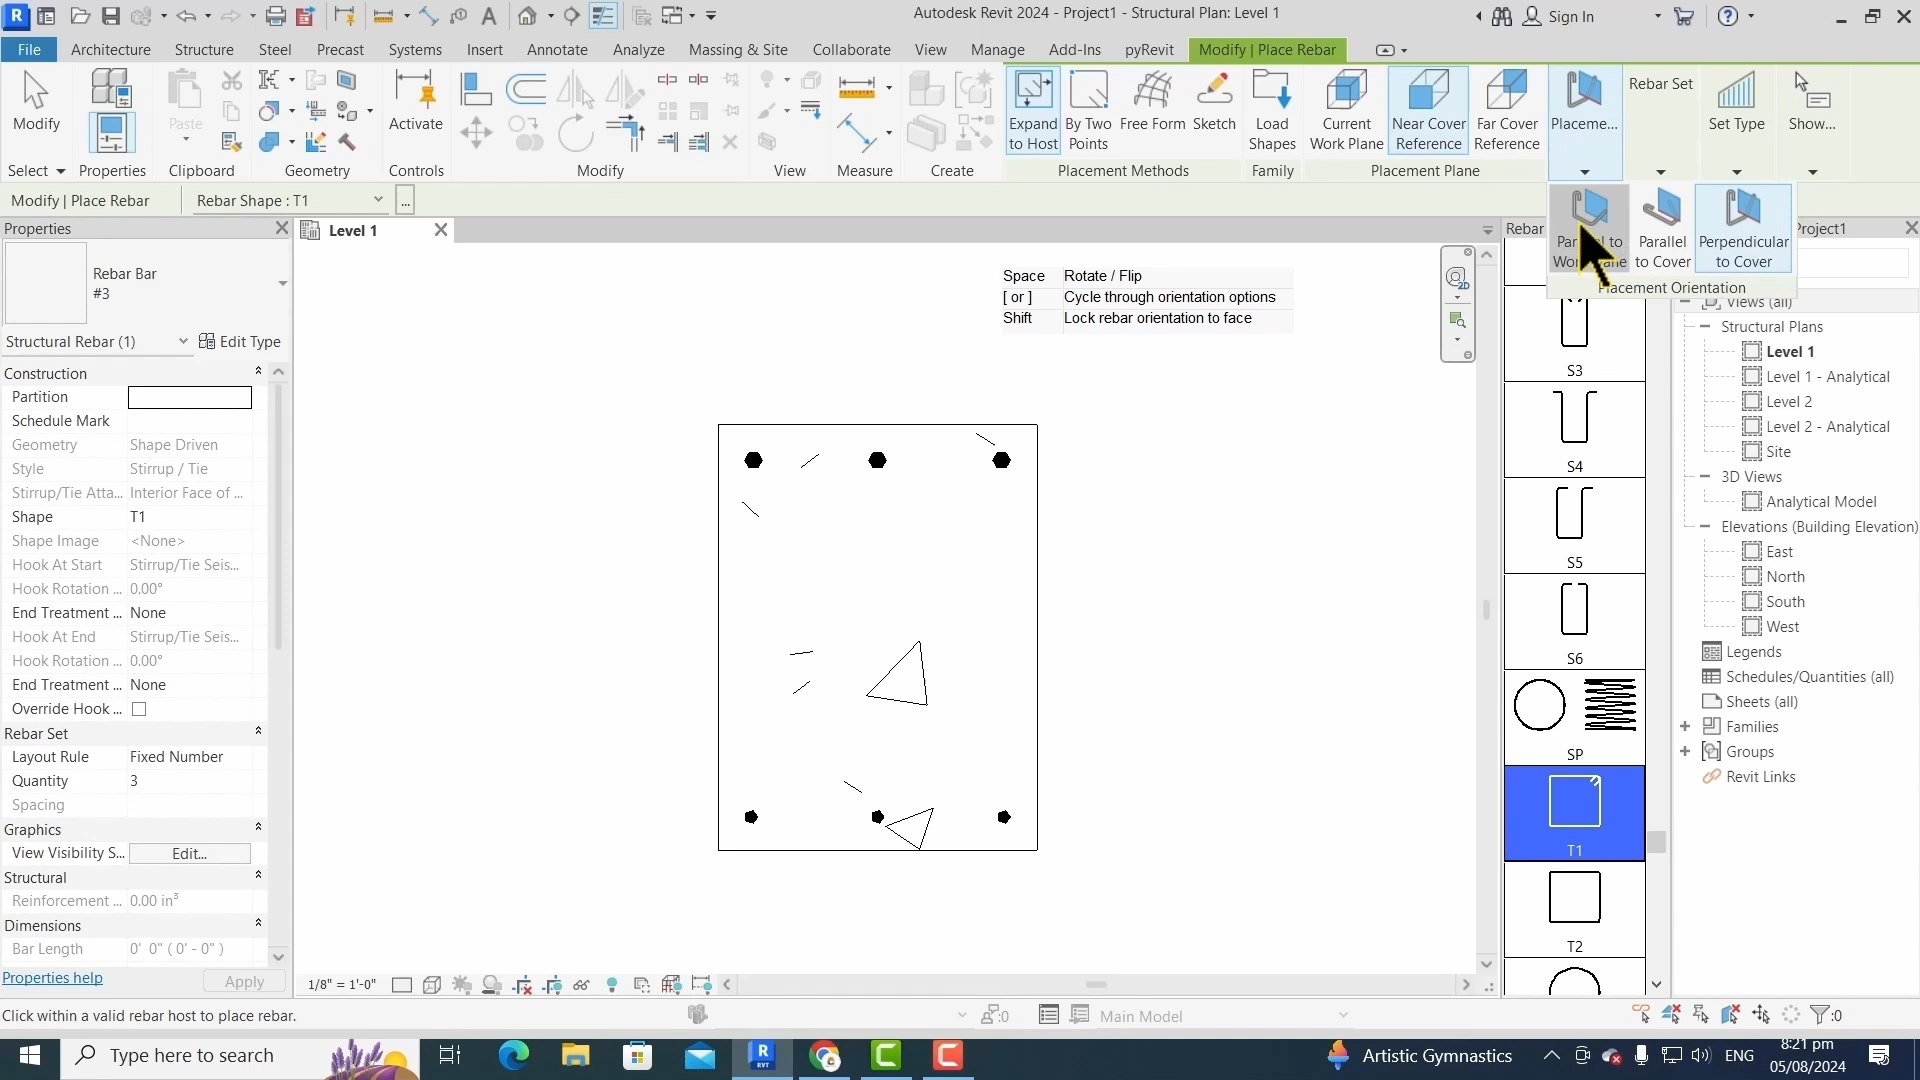 Autodesk Revit 2024 - Project1 - Structural Plan: Level 1
Sign In
File Architecture Structure Steel Precast Systems Insert Annotate Analyze Massing & Site Collaborate View Manage Add-Ins pyRevit Modify | Place Rebar
Modify
Paste
Activate
Expand to Host
By Two Points
Free Form
Sketch
Load Shapes
Current Work Plane
Near Cover Reference
Far Cover Reference
Placeme...
Rebar Set
Set Type
Show...
Select Properties Clipboard Geometry Controls Modify View Measure Create Placement Methods Family Placement Plane
Modify | Place Rebar
Rebar Shape : T1
...
Parallel to Cover
Perpendicular to Cover
Placement Orientation
Properties
Rebar Bar
#3
Structural Rebar (1)
Edit Type
Construction
Partition
Schedule Mark
Geometry Shape Driven
Style Stirrup / Tie
Stirrup/Tie Atta... Interior Face of ...
Shape T1
Shape Image <None>
Hook At Start Stirrup/Tie Seis...
Hook Rotation ... 0.00°
End Treatment ... None
Hook At End Stirrup/Tie Seis...
Hook Rotation ... 0.00°
End Treatment ... None
Override Hook ...
Rebar Set
Layout Rule Fixed Number
Quantity 3
Spacing
Graphics
View Visibility S... Edit...
Structural
Reinforcement ... 0.00 in³
Dimensions
Bar Length 0' 0" ( 0' - 0" )
Properties help
Apply
Level 1
Space Rotate / Flip
[ or ] Cycle through orientation options
Shift Lock rebar orientation to face
2D
1/8" = 1'-0"
Rebar
S3
S4
S5
S6
SP
T1
T2
Project1
Views (all)
Structural Plans
Level 1
Level 1 - Analytical
Level 2
Level 2 - Analytical
Site
3D Views
Analytical Model
Elevations (Building Elevation)
East
North
South
West
Legends
Schedules/Quantities (all)
Sheets (all)
Families
Groups
Revit Links
Click within a valid rebar host to place rebar.
:0
Main Model
:0
Type here to search
Artistic Gymnastics
ENG
8:21 pm
05/08/2024